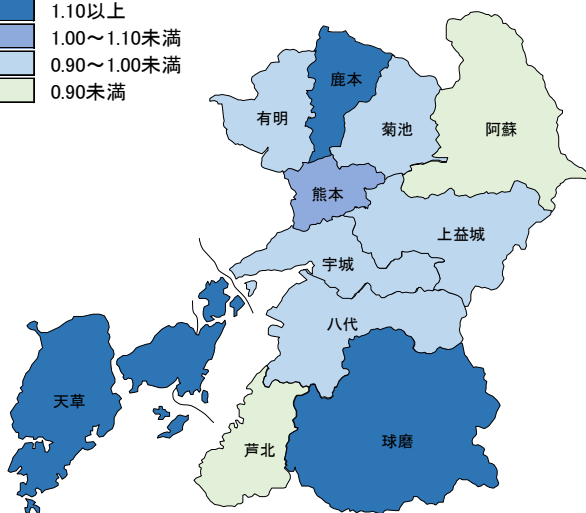 1.10以上
1.00～1.10未満
0.90～1.00未満
0.90未満
鹿本
有明
菊池
阿蘇
熊本
上益城
宇城
八代
天草
球磨
芦北